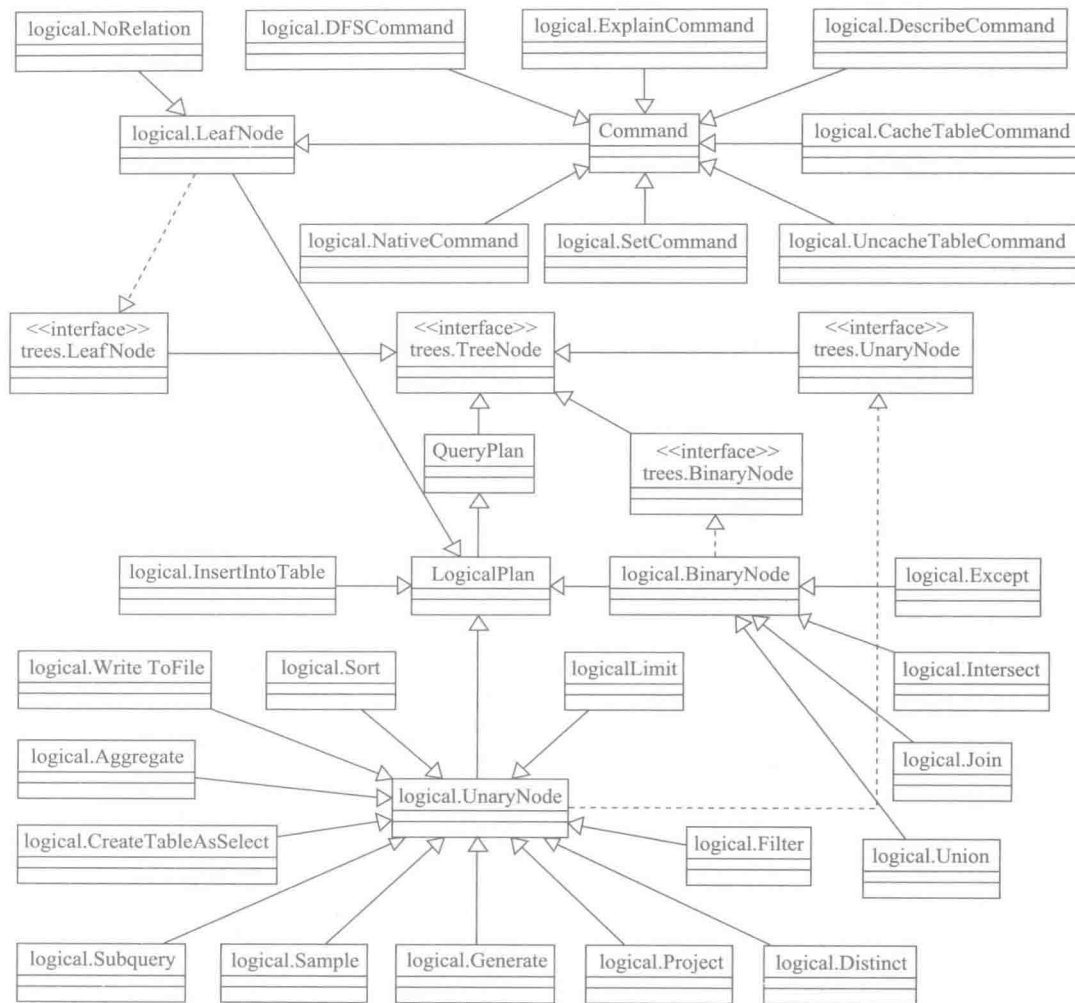 logical.NoRelation
logical.DFSCommand
logical.ExplainCommand
logical.DescribeCommand
logical.LeafNode
Command
logical.CacheTableCommand
logical.NativeCommand
logical.SetCommand
logical.UncacheTableCommand
<<interface>>
trees.LeafNode
<<interface>>
trees.TreeNode
<<interface>>
trees.UnaryNode
QueryPlan
<<interface>>
trees.BinaryNode
logical.InsertIntoTable
LogicalPlan
logical.BinaryNode
logical.Except
logical.Write ToFile
logical.Sort
logicalLimit
logical.Intersect
logical.Aggregate
logical.Join
logical.UnaryNode
logical.CreateTableAsSelect
logical.Filter
logical.Union
logical.Subquery
logical.Sample
logical.Generate
logical.Project
logical.Distinct